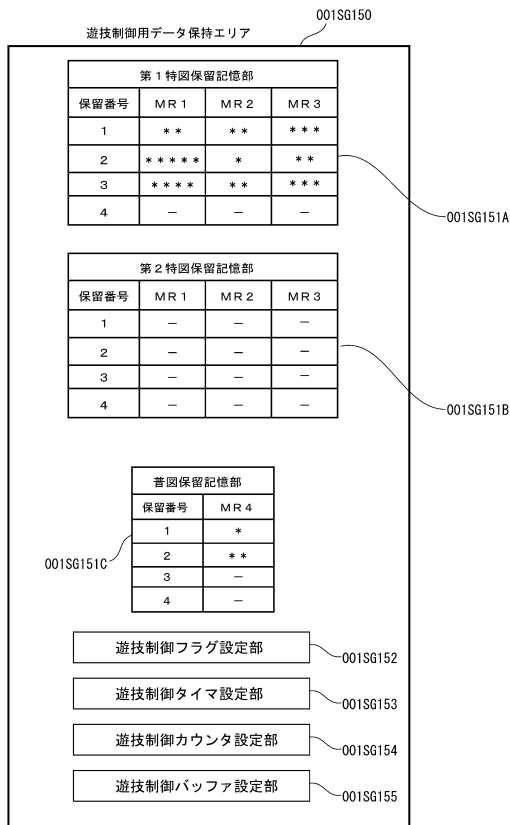 001SG150
遊技制御用データ保持エリア
第１特図保留記憶部
保留番号 ＭＲ１ ＭＲ２ ＭＲ３
１ ＊＊ ＊＊ ＊＊＊
２ ＊＊＊＊＊ ＊ ＊＊
３ ＊＊＊＊ ＊＊ ＊＊＊
４ － － －
001SG151A
第２特図保留記憶部
保留番号 ＭＲ１ ＭＲ２ ＭＲ３
１ － － －
２ － － －
３ － － －
４ － － －
001SG151B
普図保留記憶部
保留番号 ＭＲ４
１ ＊
２ ＊＊
３ －
４ －
001SG151C
遊技制御フラグ設定部
001SG152
遊技制御タイマ設定部
001SG153
遊技制御カウンタ設定部
001SG154
遊技制御バッファ設定部
001SG155